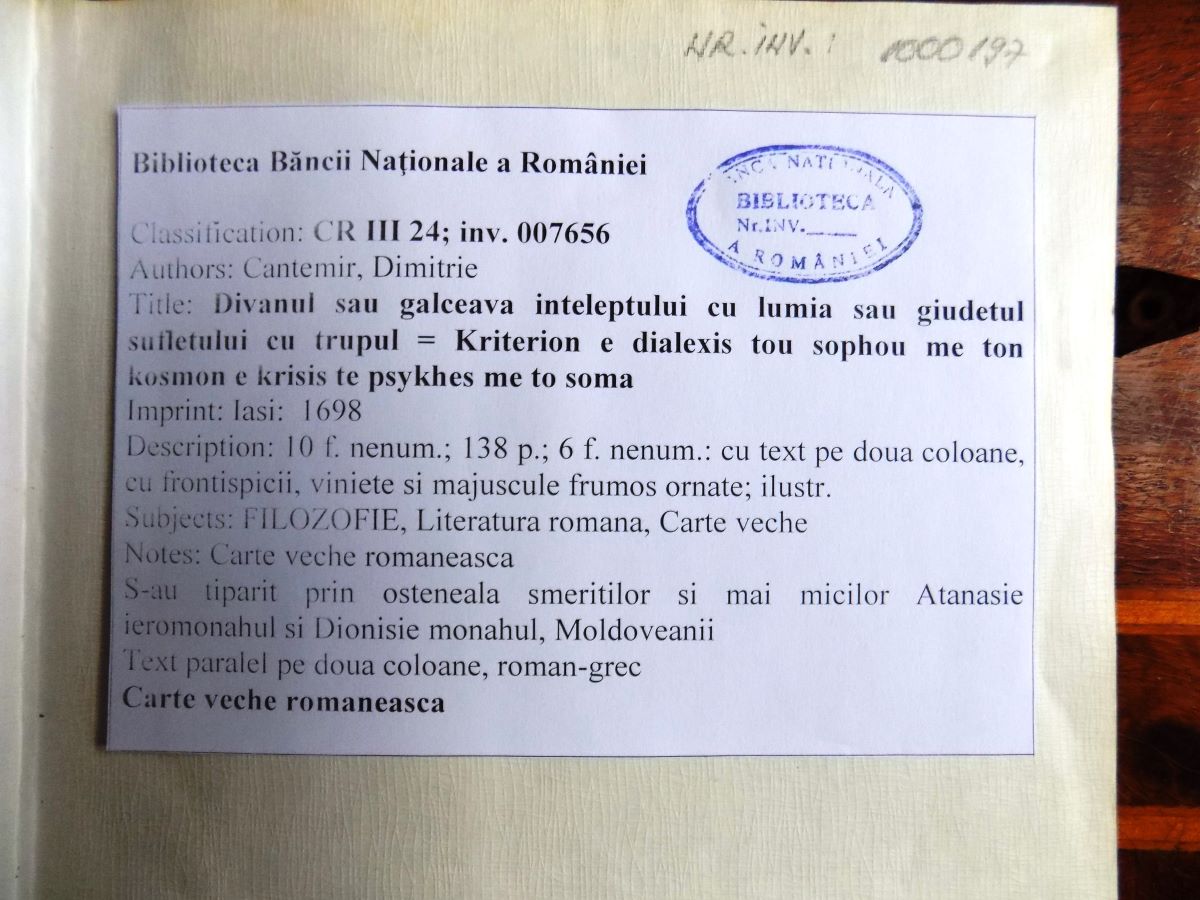 NR. INV. : 1000197
Biblioteca Băncii Naţionale a României
BANCA NAŢIONALA
BIBLIOTECA
Nr.INV.____
A ROMÂNIEI
Classification: CR III 24; inv. 007656
Authors: Cantemir, Dimitrie
Title: Divanul sau galceava inteleptului cu lumia sau giudetul
sufletului cu trupul = Kriterion e dialexis tou sophou me ton
kosmon e krisis te psykhes me to soma
Imprint: Iasi: 1698
Description: 10 f. nenum.; 138 p.; 6 f. nenum.: cu text pe doua coloane,
cu frontispicii, viniete si majuscule frumos ornate; ilustr.
Subjects: FILOZOFIE, Literatura romana, Carte veche
Notes: Carte veche romaneasca
S-au tiparit prin osteneala smeritilor si mai micilor Atanasie
ieromonahul si Dionisie monahul, Moldoveanii
Text paralel pe doua coloane, roman-grec
Carte veche romaneasca